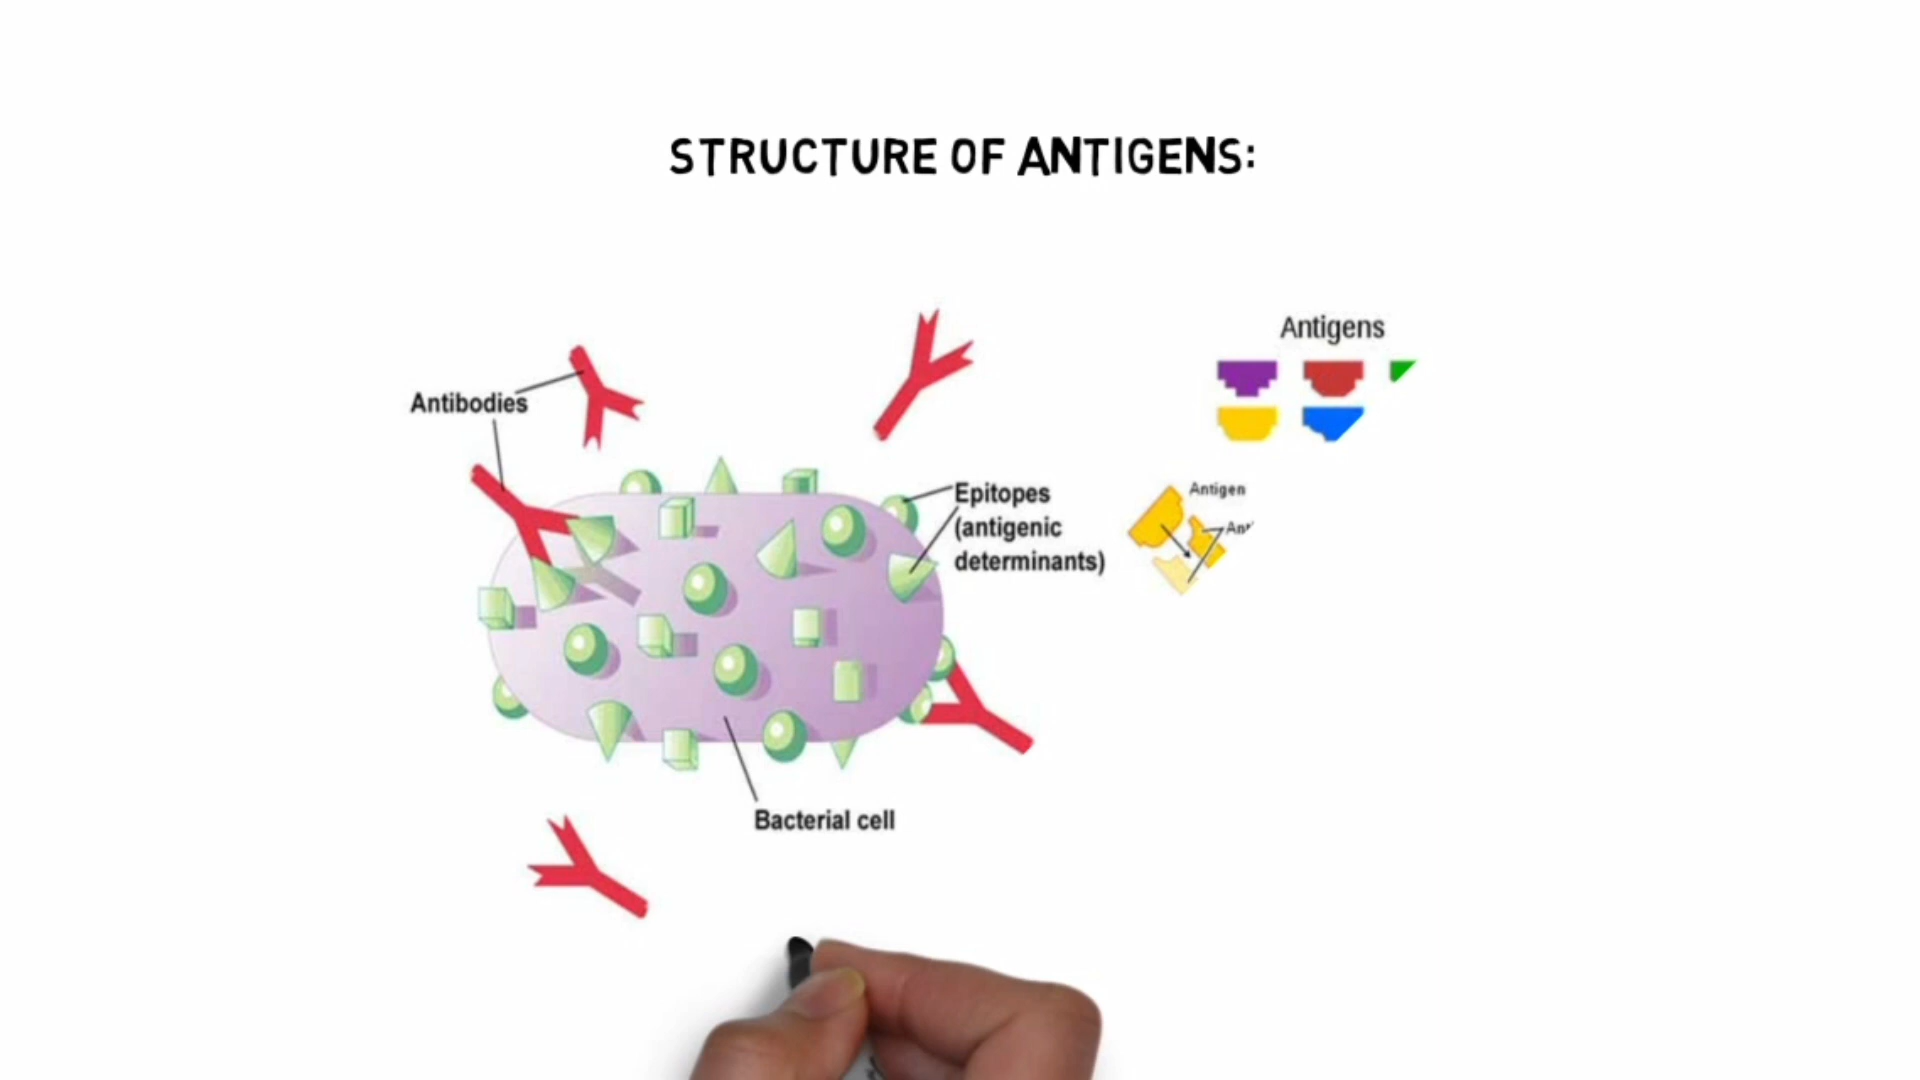 STRUCTURE OF ANTIGENS:
Antibodies
Antigens
Epitopes
(antigenic
determinants)
Antigen
Bacterial cell